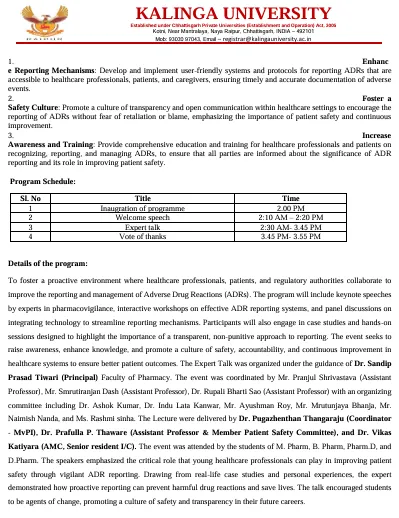 KALINGA UNIVERSITY
Established under Chhattisgarh Private Universities (Establishment and Operation) Act, 2005
Kotni, Near Mantralaya, Naya Raipur, Chhattisgarh, INDIA – 492101
Mob: 93030 97043, Email – registrar@kalingauniversity.ac.in
1. Enhanc
e Reporting Mechanisms: Develop and implement user-friendly systems and protocols for reporting ADRs that are
accessible to healthcare professionals, patients, and caregivers, ensuring timely and accurate documentation of adverse
events.
2. Foster a
Safety Culture: Promote a culture of transparency and open communication within healthcare settings to encourage the
reporting of ADRs without fear of retaliation or blame, emphasizing the importance of patient safety and continuous
improvement.
3. Increase
Awareness and Training: Provide comprehensive education and training for healthcare professionals and patients on
recognizing, reporting, and managing ADRs, to ensure that all parties are informed about the significance of ADR
reporting and its role in improving patient safety.
Program Schedule:
Sl. No Title Time
1 Inaugration of programme 2.00 PM
2 Welcome speech 2:10 AM – 2:20 PM
3 Expert talk 2:30 AM- 3.45 PM
4 Vote of thanks 3.45 PM- 3.55 PM
Details of the program:
To foster a proactive environment where healthcare professionals, patients, and regulatory authorities collaborate to
improve the reporting and management of Adverse Drug Reactions (ADRs). The program will include keynote speeches
by experts in pharmacovigilance, interactive workshops on effective ADR reporting systems, and panel discussions on
integrating technology to streamline reporting mechanisms. Participants will also engage in case studies and hands-on
sessions designed to highlight the importance of a transparent, non-punitive approach to reporting. The event seeks to
raise awareness, enhance knowledge, and promote a culture of safety, accountability, and continuous improvement in
healthcare systems to ensure better patient outcomes. The Expert Talk was organized under the guidance of Dr. Sandip
Prasad Tiwari (Principal) Faculty of Pharmacy. The event was coordinated by Mr. Pranjul Shrivastava (Assistant
Professor), Mr. Smrutiranjan Dash (Assistant Professor), Dr. Rupali Bharti Sao (Assistant Professor) with an organizing
committee including Dr. Ashok Kumar, Dr. Indu Lata Kanwar, Mr. Ayushman Roy, Mr. Mrutunjaya Bhanja, Mr.
Natnish Nanda, and Ms. Rashmi sinha. The Lecture were delivered by Dr. Pugazhenthan Thangaraju (Coordinator
- MvPI), Dr. Prafulla P. Thaware (Assistant Professor & Member Patient Safety Committee), and Dr. Vikas
Katiyara (AMC, Senior resident I/C). The event was attended by the students of M. Pharm, B. Pharm, Pharm.D, and
D.Pharm. The speakers emphasized the critical role that young healthcare professionals can play in improving patient
safety through vigilant ADR reporting. Drawing from real-life case studies and personal experiences, the expert
demonstrated how proactive reporting can prevent harmful drug reactions and save lives. The talk encouraged students
to be agents of change, promoting a culture of safety and transparency in their future careers.